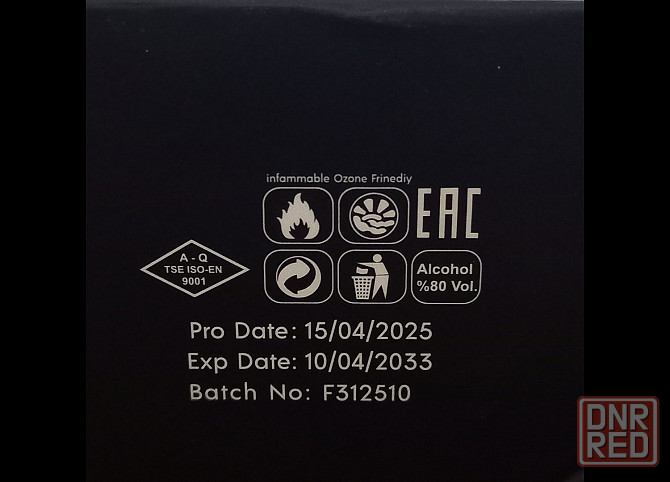 infammable Ozone Frinediy
EAC
A - Q
TSE ISO-EN
9001
Alcohol
%80 Vol.
Pro Date: 15/04/2025
Exp Date: 10/04/2033
Batch No: F312510
DNR
RED